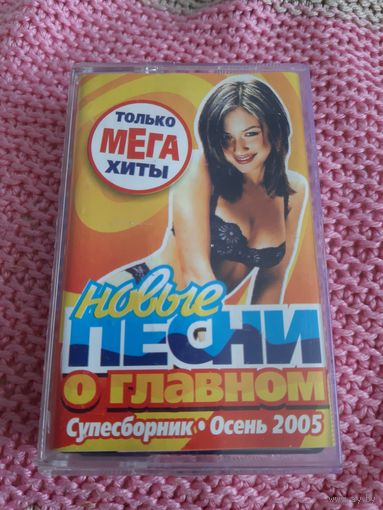 ТОЛЬКО
МЕГА
ХИТЫ
новые
ПЕСНИ
о главном
Супесборник • Осень 2005